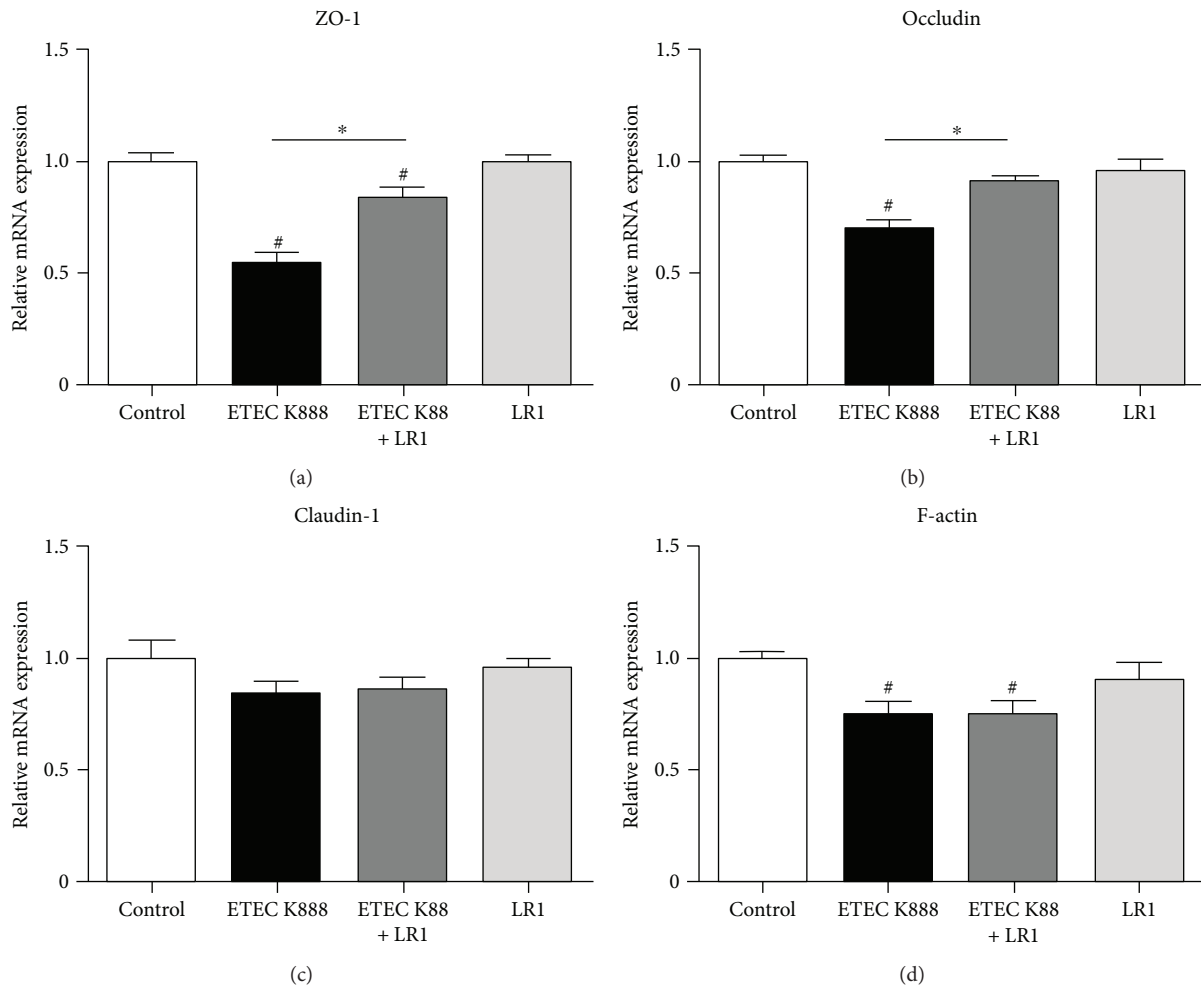 ZO-1
Relative mRNA expression
1.5
1.0
0.5
0
*
#
#
Control
ETEC K888
ETEC K88
+ LR1
LR1
(a)
Occludin
Relative mRNA expression
1.5
1.0
0.5
0
*
#
Control
ETEC K888
ETEC K88
+ LR1
LR1
(b)
Claudin-1
Relative mRNA expression
1.5
1.0
0.5
0
Control
ETEC K888
ETEC K88
+ LR1
LR1
(c)
F-actin
Relative mRNA expression
1.5
1.0
0.5
0
#
#
Control
ETEC K888
ETEC K88
+ LR1
LR1
(d)